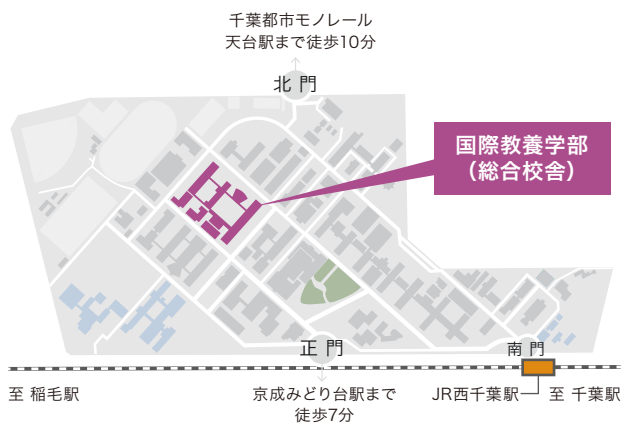 千葉都市モノレール
天台駅まで徒歩10分
北門
国際教養学部
（総合校舎）
正門
南門
至 稲毛駅
京成みどり台駅まで
徒歩7分
JR西千葉駅
至 千葉駅